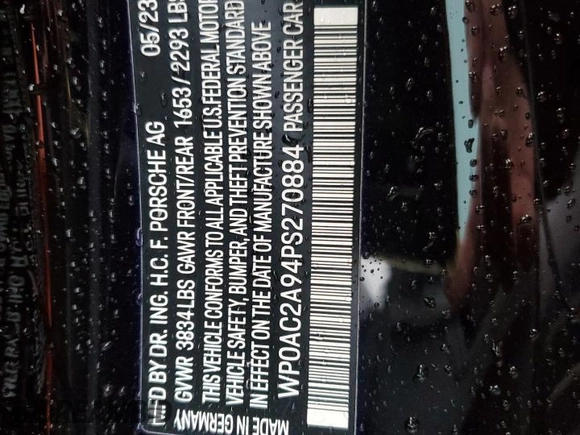 MFD BY DR. ING. H.C. F. PORSCHE AG 05/23
GVWR 3834LBS GAWR FRONT/REAR 1653 / 2293 LBS
THIS VEHICLE CONFORMS TO ALL APPLICABLE U.S. FEDERAL MOTOR
VEHICLE SAFETY, BUMPER, AND THEFT PREVENTION STANDARD
IN EFFECT ON THE DATE OF MANUFACTURE SHOWN ABOVE
WP0AC2A94PS270884 PASSENGER CAR
MADE IN GERMANY